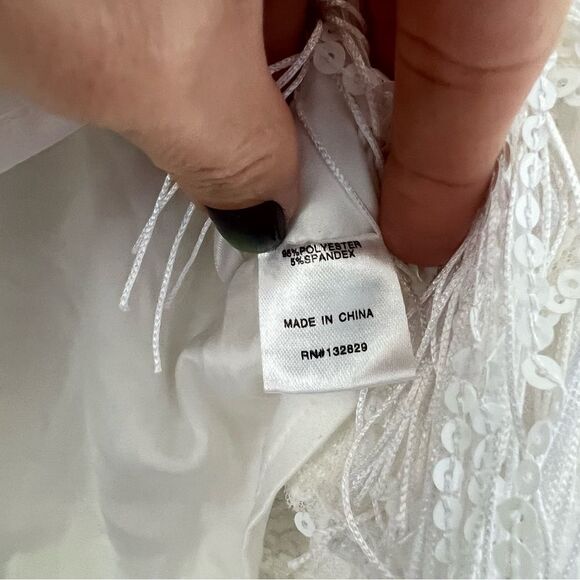 95%POLYESTER
5%SPANDEX
MADE IN CHINA
RN#132829